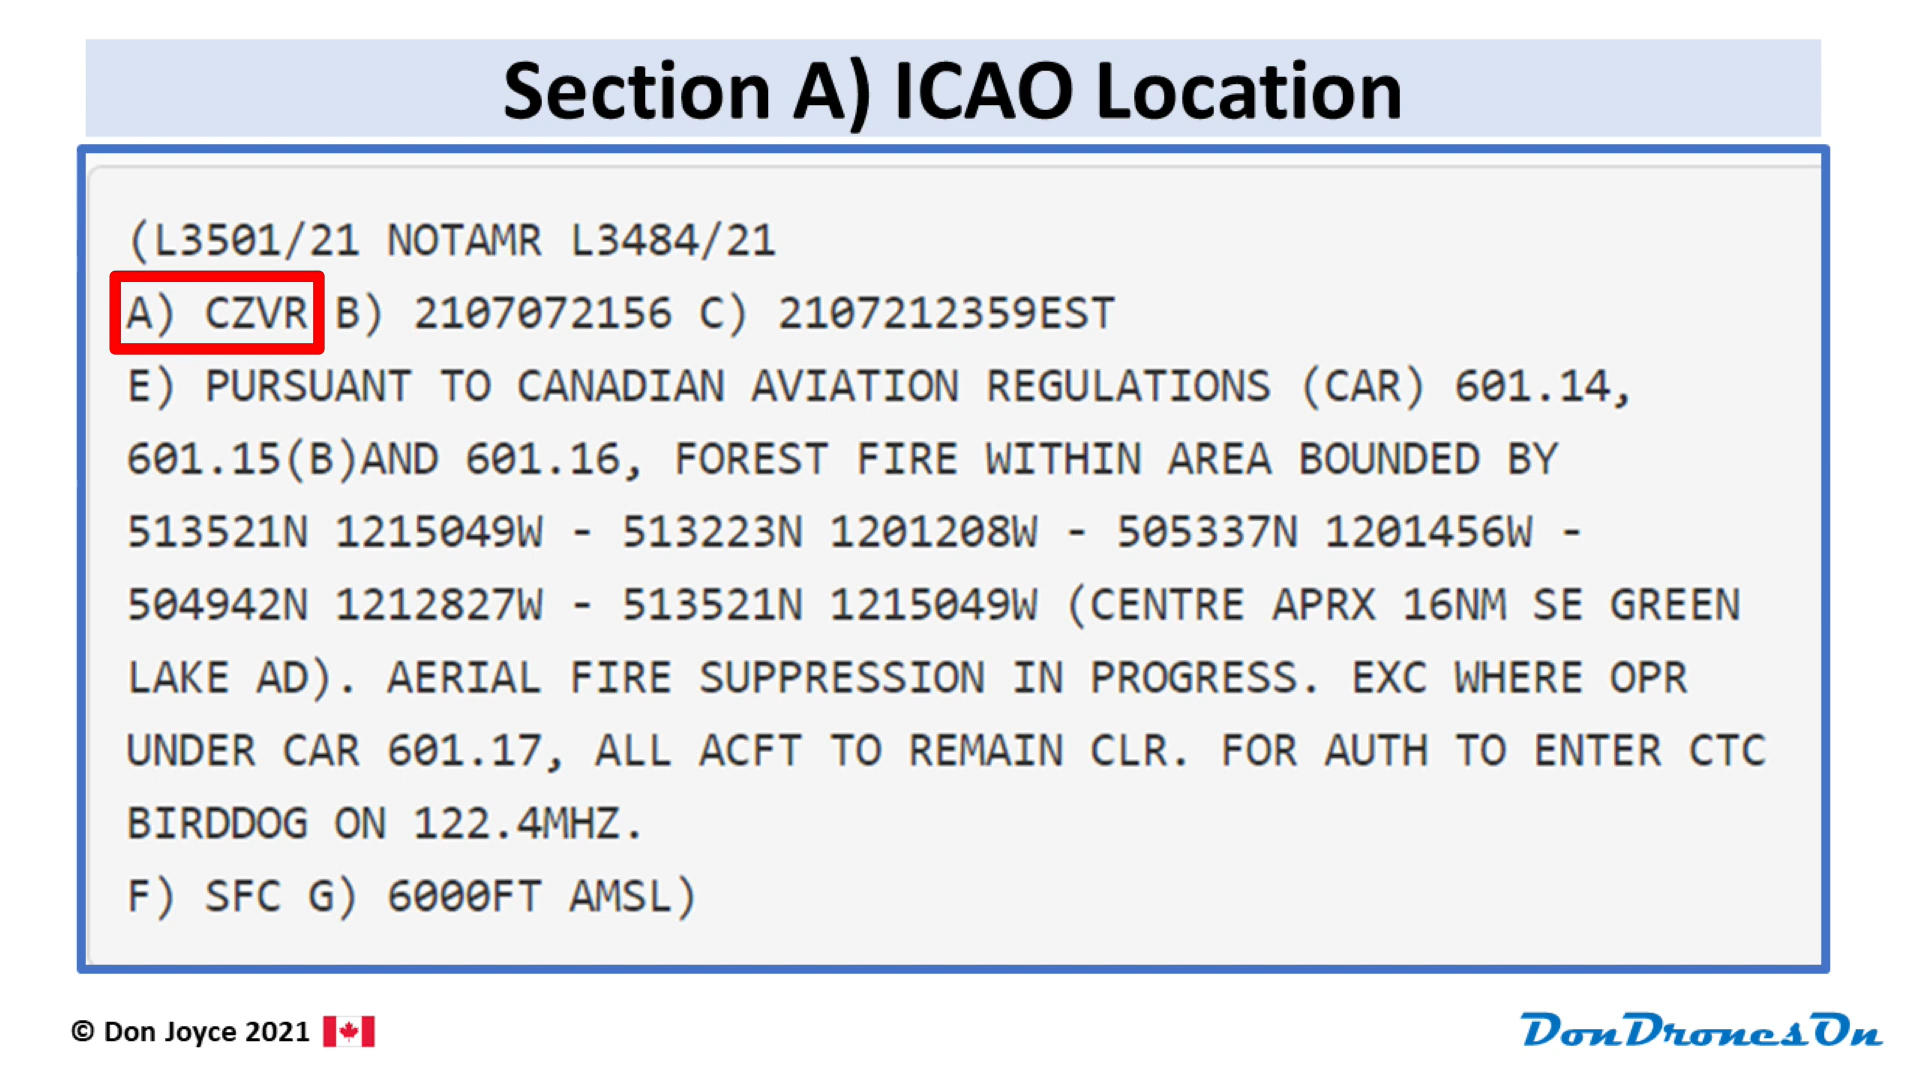 Section A) ICAO Location
(L3501/21 NOTAMR L3484/21
A) CZVR B) 2107072156 C) 2107212359EST
E) PURSUANT TO CANADIAN AVIATION REGULATIONS (CAR) 601.14,
601.15(B)AND 601.16, FOREST FIRE WITHIN AREA BOUNDED BY
513521N 1215049W - 513223N 1201208W - 505337N 1201456W -
504942N 1212827W - 513521N 1215049W (CENTRE APRX 16NM SE GREEN
LAKE AD). AERIAL FIRE SUPPRESSION IN PROGRESS. EXC WHERE OPR
UNDER CAR 601.17, ALL ACFT TO REMAIN CLR. FOR AUTH TO ENTER CTC
BIRDDOG ON 122.4MHZ.
F) SFC G) 6000FT AMSL)
© Don Joyce 2021
DonDronesOn